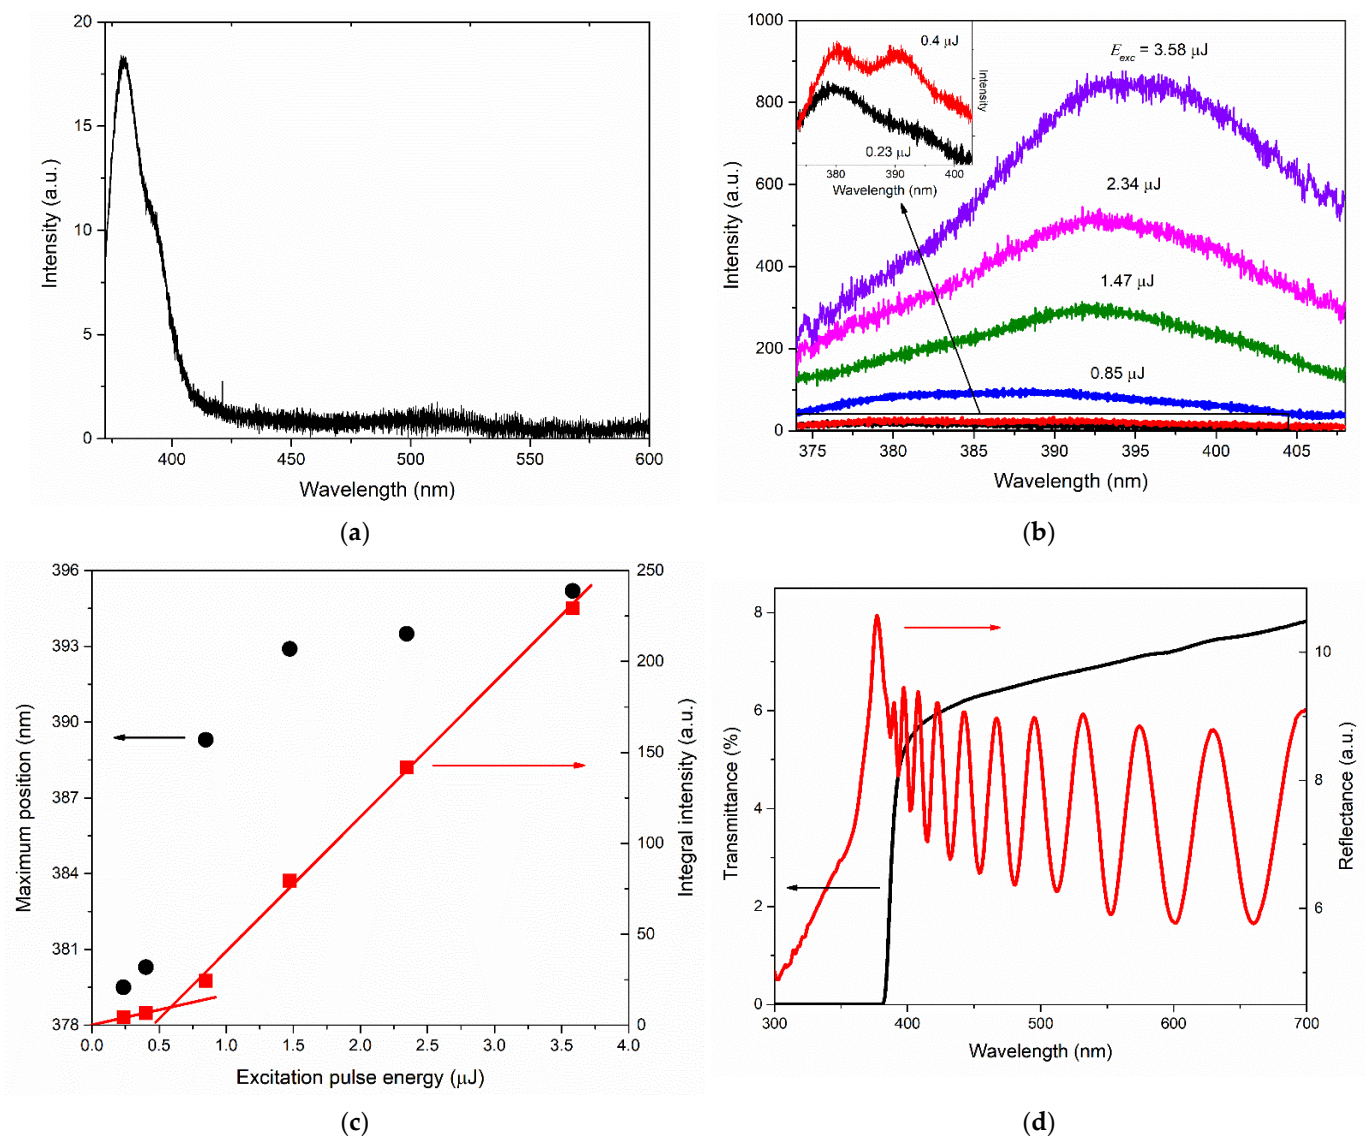 20
15
10
5
0
400
450
500
550
600
Intensity (a.u.)
Wavelength (nm)
(a)
1000
800
600
400
200
0
375
380
385
390
395
400
405
Intensity (a.u.)
Wavelength (nm)
0.4 μJ
0.23 μJ
Intensity
380
390
400
Wavelength (nm)
Eexc = 3.58 μJ
2.34 μJ
1.47 μJ
0.85 μJ
(b)
396
393
390
387
384
381
378
0.0
0.5
1.0
1.5
2.0
2.5
3.0
3.5
4.0
250
200
150
100
50
0
Maximum position (nm)
Integral intensity (a.u.)
Excitation pulse energy (μJ)
(c)
8
6
4
2
0
300
400
500
600
700
10
8
6
Transmittance (%)
Reflectance (a.u.)
Wavelength (nm)
(d)